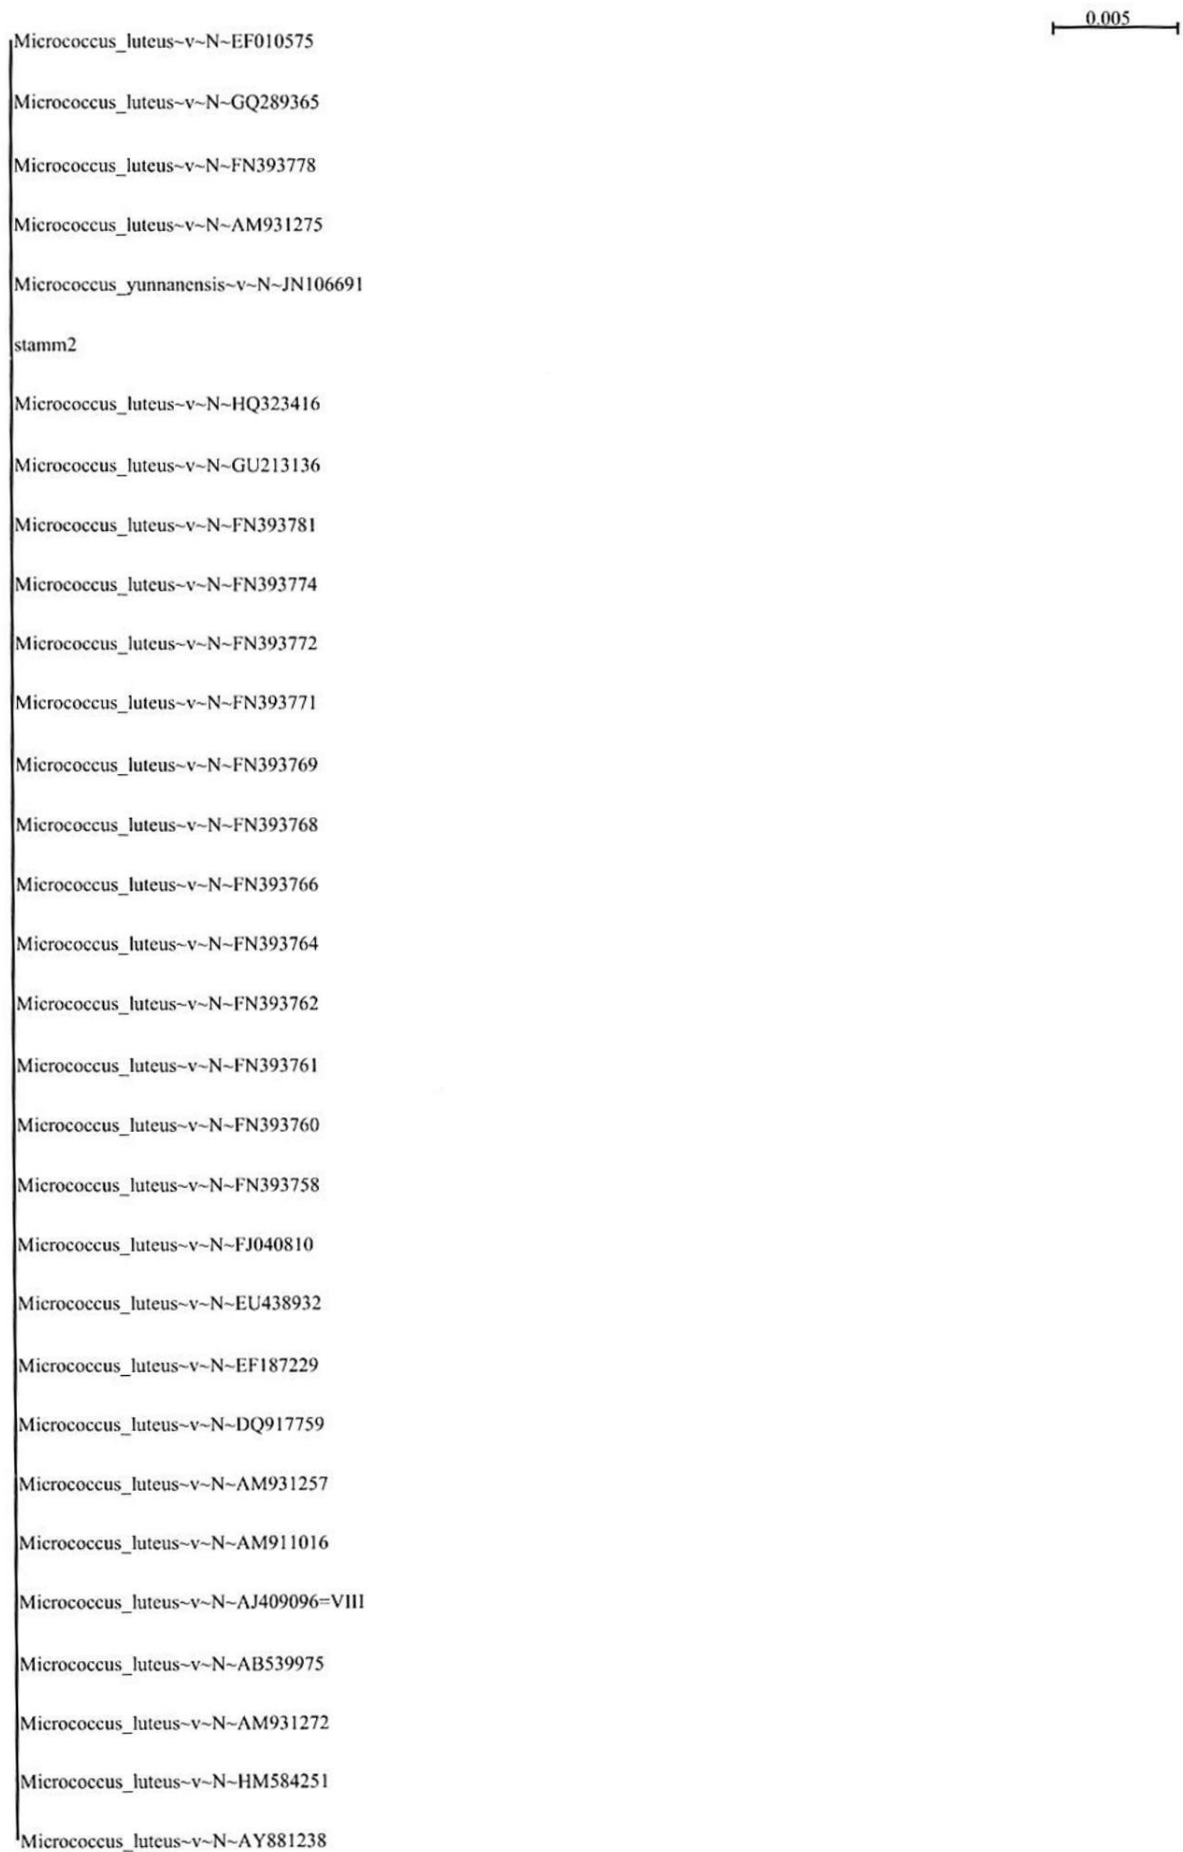 0.005
Micrococcus_luteus~v~N~EF010575
Micrococcus_luteus~v~N~GQ289365
Micrococcus_luteus~v~N~FN393778
Micrococcus_luteus~v~N~AM931275
Micrococcus_yunnanensis~v~N~JN106691
stamm2
Micrococcus_luteus~v~N~HQ323416
Micrococcus_luteus~v~N~GU213136
Micrococcus_luteus~v~N~FN393781
Micrococcus_luteus~v~N~FN393774
Micrococcus_luteus~v~N~FN393772
Micrococcus_luteus~v~N~FN393771
Micrococcus_luteus~v~N~FN393769
Micrococcus_luteus~v~N~FN393768
Micrococcus_luteus~v~N~FN393766
Micrococcus_luteus~v~N~FN393764
Micrococcus_luteus~v~N~FN393762
Micrococcus_luteus~v~N~FN393761
Micrococcus_luteus~v~N~FN393760
Micrococcus_luteus~v~N~FN393758
Micrococcus_luteus~v~N~FJ040810
Micrococcus_luteus~v~N~EU438932
Micrococcus_luteus~v~N~EF187229
Micrococcus_luteus~v~N~DQ917759
Micrococcus_luteus~v~N~AM931257
Micrococcus_luteus~v~N~AM911016
Micrococcus_luteus~v~N~AJ409096=VIII
Micrococcus_luteus~v~N~AB539975
Micrococcus_luteus~v~N~AM931272
Micrococcus_luteus~v~N~HM584251
Micrococcus_luteus~v~N~AY881238